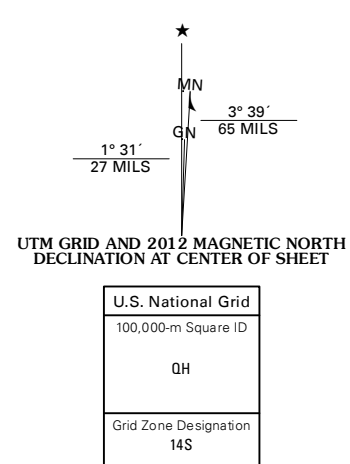 ★
MN
3° 39´
65 MILS
GN
1° 31´
27 MILS
UTM GRID AND 2012 MAGNETIC NORTH
DECLINATION AT CENTER OF SHEET
U.S. National Grid
100,000-m Square ID
QH
Grid Zone Designation
14S